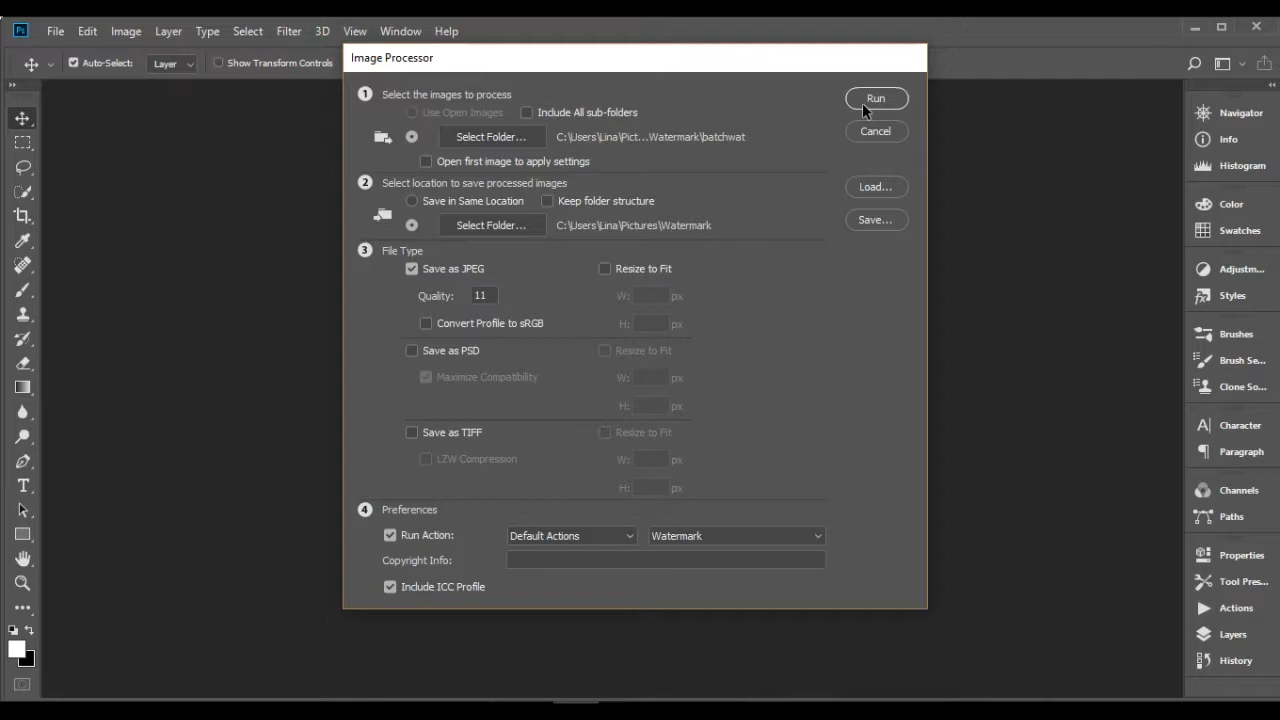 Ps File Edit Image Layer Type Select Filter 3D View Window Help
Auto-Select: Layer Show Transform Controls
Image Processor
1 Select the images to process
Use Open Images Include All sub-folders
Select Folder... C:\Users\Lina\Pict...Watermark\batchwat
Open first image to apply settings
2 Select location to save processed images
Save in Same Location Keep folder structure
Select Folder... C:\Users\Lina\Pictures\Watermark
3 File Type
Save as JPEG Resize to Fit
Quality: 11 W: px
Convert Profile to sRGB H: px
Save as PSD Resize to Fit
Maximize Compatibility W: px
H: px
Save as TIFF Resize to Fit
LZW Compression W: px
H: px
4 Preferences
Run Action: Default Actions Watermark
Copyright Info:
Include ICC Profile
Run
Cancel
Load...
Save...
Navigator
Info
Histogram
Color
Swatches
Adjustm...
Styles
Brushes
Brush Se...
Clone So...
Character
Paragraph
Channels
Paths
Properties
Tool Pres...
Actions
Layers
History